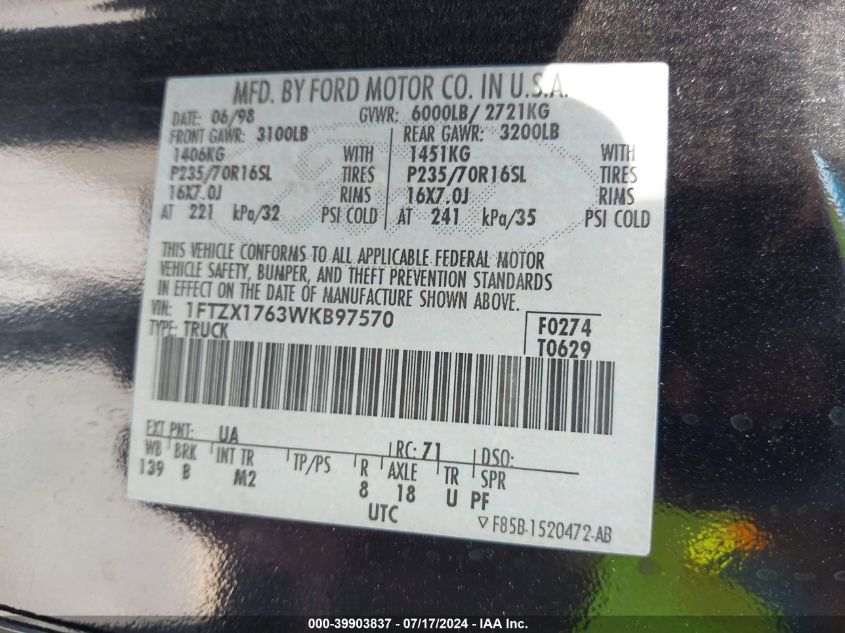 MFD. BY FORD MOTOR CO. IN U.S.A.
DATE: 06/98 GVWR: 6000LB/ 2721KG
FRONT GAWR: 3100LB REAR GAWR: 3200LB
1406KG WITH 1451KG WITH
P235/70R16SL TIRES P235/70R16SL TIRES
16X7.0J RIMS 16X7.0J RIMS
AT 221 kPa/32 PSI COLD AT 241 kPa/35 PSI COLD
THIS VEHICLE CONFORMS TO ALL APPLICABLE FEDERAL MOTOR
VEHICLE SAFETY, BUMPER, AND THEFT PREVENTION STANDARDS
IN EFFECT ON THE DATE OF MANUFACTURE SHOWN ABOVE.
VIN: 1FTZX1763WKB97570 F0274
TYPE: TRUCK T0629
EXT PNT: UA RC: 71 DSO:
WB BRK INT TR TP/PS R AXLE TR SPR
139 B M2 8 18 U PF
UTC ▽ F85B-1520472-AB
000-39903837 - 07/17/2024 - WWW.IAAI.COM.